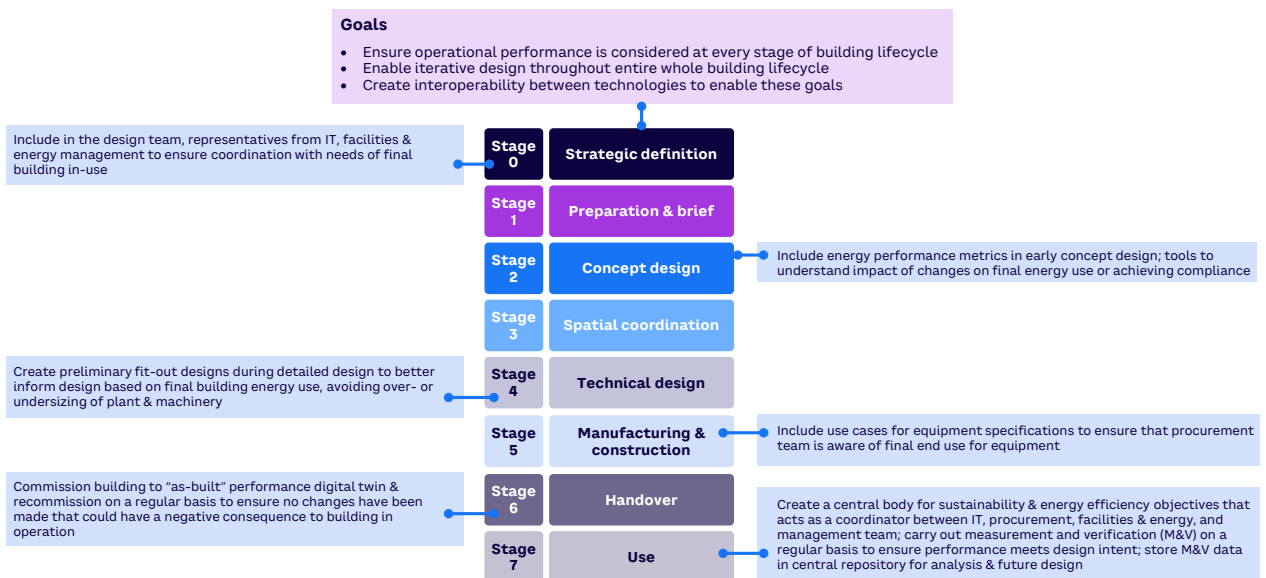 Goals
• Ensure operational performance is considered at every stage of building lifecycle
• Enable iterative design throughout entire whole building lifecycle
• Create interoperability between technologies to enable these goals
Include in the design team, representatives from IT, facilities &
energy management to ensure coordination with needs of final
building in-use
Stage
0
Strategic definition
Stage
1
Preparation & brief
Stage
2
Concept design
Include energy performance metrics in early concept design; tools to
understand impact of changes on final energy use or achieving compliance
Stage
3
Spatial coordination
Create preliminary fit-out designs during detailed design to better
inform design based on final building energy use, avoiding over- or
undersizing of plant & machinery
Stage
4
Technical design
Stage
5
Manufacturing &
construction
Include use cases for equipment specifications to ensure that procurement
team is aware of final end use for equipment
Commission building to “as-built” performance digital twin &
recommission on a regular basis to ensure no changes have been
made that could have a negative consequence to building in
operation
Stage
6
Handover
Stage
7
Use
Create a central body for sustainability & energy efficiency objectives that
acts as a coordinator between IT, procurement, facilities & energy, and
management team; carry out measurement and verification (M&V) on a
regular basis to ensure performance meets design intent; store M&V data
in central repository for analysis & future design